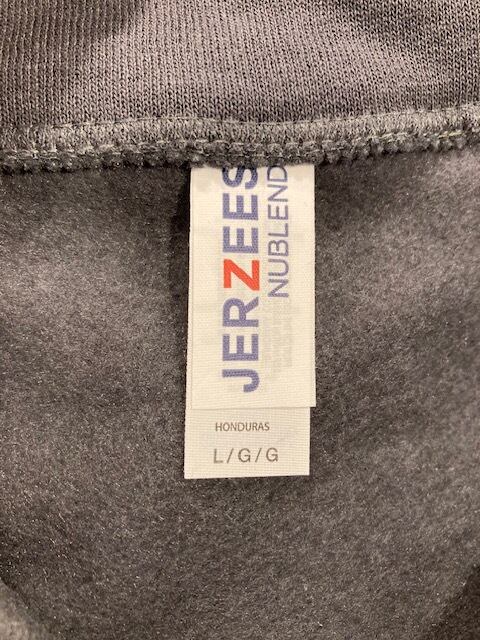 JERZEES
NUBLEND
HONDURAS
L/G/G